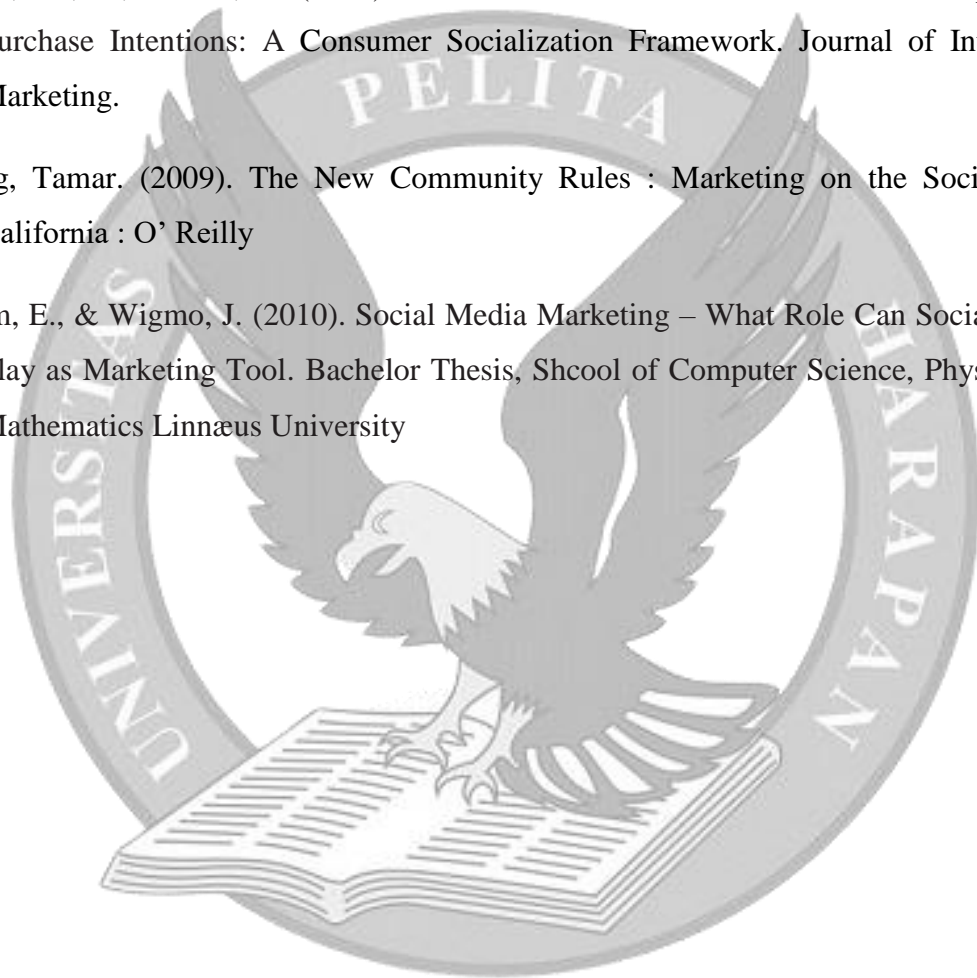 urchase Intentions: A Consumer Socialization Framework. Journal of In
Marketing.
g, Tamar. (2009). The New Community Rules : Marketing on the Soci
alifornia : O’ Reilly
, E., & Wigmo, J. (2010). Social Media Marketing – What Role Can Socia
lay as Marketing Tool. Bachelor Thesis, Shcool of Computer Science, Phys
Mathematics Linnæus University
UNIVERSITAS PELITA HARAPAN